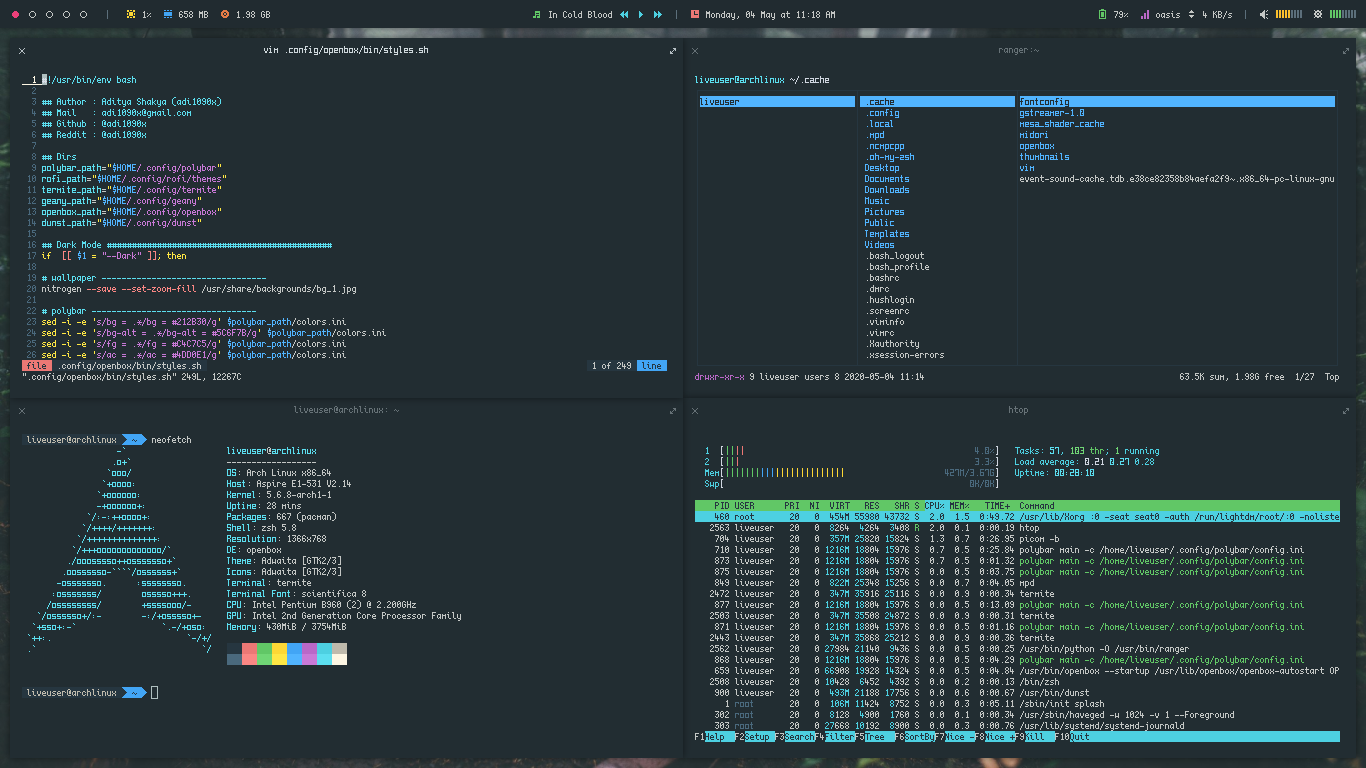 1% 658 MB 1.98 GB In Cold Blood Monday, 04 May at 11:18 AM 79% oasis 4 KB/s
vim .config/openbox/bin/styles.sh
1 #!/usr/bin/env bash
2
3 ## Author : Aditya Shakya (adi1090x)
4 ## Mail   : adi1090x@gmail.com
5 ## Github : @adi1090x
6 ## Reddit : @adi1090x
7
8 ## Dirs
9 polybar_path="$HOME/.config/polybar"
10 rofi_path="$HOME/.config/rofi/themes"
11 termite_path="$HOME/.config/termite"
12 geany_path="$HOME/.config/geany"
13 openbox_path="$HOME/.config/openbox"
14 dunst_path="$HOME/.config/dunst"
15
16 ## Dark Mode #############################################
17 if  [[ $1 = "--Dark" ]]; then
18
19 # wallpaper ---------------------------------
20 nitrogen --save --set-zoom-fill /usr/share/backgrounds/bg_1.jpg
21
22 # polybar ---------------------------------
23 sed -i -e 's/bg = .*/bg = #212B30/g' $polybar_path/colors.ini
24 sed -i -e 's/bg-alt = .*/bg-alt = #5C6F7B/g' $polybar_path/colors.ini
25 sed -i -e 's/fg = .*/fg = #C4C7C5/g' $polybar_path/colors.ini
26 sed -i -e 's/ac = .*/ac = #4DD0E1/g' $polybar_path/colors.ini
file .config/openbox/bin/styles.sh 1 of 249 line
".config/openbox/bin/styles.sh" 249L, 12267C
ranger:~
liveuser@archlinux ~/.cache
liveuser .cache fontconfig
.config gstreamer-1.0
.local mesa_shader_cache
.mpd midori
.ncmpcpp openbox
.oh-my-zsh thumbnails
Desktop vim
Documents event-sound-cache.tdb.e38ce82358b84aefa2f9~.x86_64-pc-linux-gnu
Downloads
Music
Pictures
Public
Templates
Videos
.bash_logout
.bash_profile
.bashrc
.dmrc
.hushlogin
.screenrc
.viminfo
.vimrc
.Xauthority
.xsession-errors
drwxr-xr-x 9 liveuser users 8 2020-05-04 11:14 63.5K sum, 1.98G free 1/27 Top
liveuser@archlinux: ~
liveuser@archlinux ~ neofetch
liveuser@archlinux
------------------
OS: Arch Linux x86_64
Host: Aspire E1-531 V2.14
Kernel: 5.6.8-arch1-1
Uptime: 28 mins
Packages: 667 (pacman)
Shell: zsh 5.8
Resolution: 1366x768
DE: openbox
Theme: Adwaita [GTK2/3]
Icons: Adwaita [GTK2/3]
Terminal: termite
Terminal Font: scientifica 8
CPU: Intel Pentium B960 (2) @ 2.200GHz
GPU: Intel 2nd Generation Core Processor Family
Memory: 430MiB / 3754MiB
liveuser@archlinux ~
htop
1 [|||| 4.0%] Tasks: 57, 103 thr; 1 running
2 [||| 3.3%] Load average: 0.21 0.27 0.28
Mem[|||||||||||||||||||||||| 427M/3.67G] Uptime: 00:28:10
Swp[ 0K/0K]
PID USER PRI NI VIRT RES SHR S CPU% MEM% TIME+ Command
460 root 20 0 454M 55980 43732 S 2.0 1.5 0:49.72 /usr/lib/Xorg :0 -seat seat0 -auth /run/lightdm/root/:0 -noliste
2563 liveuser 20 0 8264 4264 3408 R 2.0 0.1 0:00.19 htop
704 liveuser 20 0 357M 25820 15824 S 1.3 0.7 0:26.95 picom -b
710 liveuser 20 0 1216M 18804 15976 S 0.7 0.5 0:25.84 polybar main -c /home/liveuser/.config/polybar/config.ini
873 liveuser 20 0 1216M 18804 15976 S 0.7 0.5 0:01.32 polybar main -c /home/liveuser/.config/polybar/config.ini
875 liveuser 20 0 1216M 18804 15976 S 0.0 0.5 0:03.75 polybar main -c /home/liveuser/.config/polybar/config.ini
849 liveuser 20 0 822M 25348 15256 S 0.0 0.7 0:04.05 mpd
2472 liveuser 20 0 347M 35916 25116 S 0.0 0.9 0:00.34 termite
877 liveuser 20 0 1216M 18804 15976 S 0.0 0.5 0:13.09 polybar main -c /home/liveuser/.config/polybar/config.ini
2503 liveuser 20 0 347M 35508 24872 S 0.0 0.9 0:00.31 termite
871 liveuser 20 0 1216M 18804 15976 S 0.0 0.5 0:01.16 polybar main -c /home/liveuser/.config/polybar/config.ini
2443 liveuser 20 0 347M 35868 25212 S 0.0 0.9 0:00.36 termite
2562 liveuser 20 0 27984 21140 9436 S 0.0 0.5 0:00.25 /usr/bin/python -O /usr/bin/ranger
868 liveuser 20 0 1216M 18804 15976 S 0.0 0.5 0:04.29 polybar main -c /home/liveuser/.config/polybar/config.ini
659 liveuser 20 0 66908 19928 14324 S 0.0 0.5 0:04.84 /usr/bin/openbox --startup /usr/lib/openbox/openbox-autostart OP
2508 liveuser 20 0 10428 6452 4392 S 0.0 0.2 0:00.13 /bin/zsh
900 liveuser 20 0 493M 21188 17756 S 0.0 0.6 0:00.67 /usr/bin/dunst
1 root 20 0 106M 11424 8752 S 0.0 0.3 0:05.11 /sbin/init splash
302 root 20 0 8128 4900 1760 S 0.0 0.1 0:00.34 /usr/sbin/haveged -w 1024 -v 1 --Foreground
303 root 20 0 27668 10192 8900 S 0.0 0.3 0:00.76 /usr/lib/systemd/systemd-journald
F1Help F2Setup F3SearchF4FilterF5Tree F6SortByF7Nice -F8Nice +F9Kill F10Quit